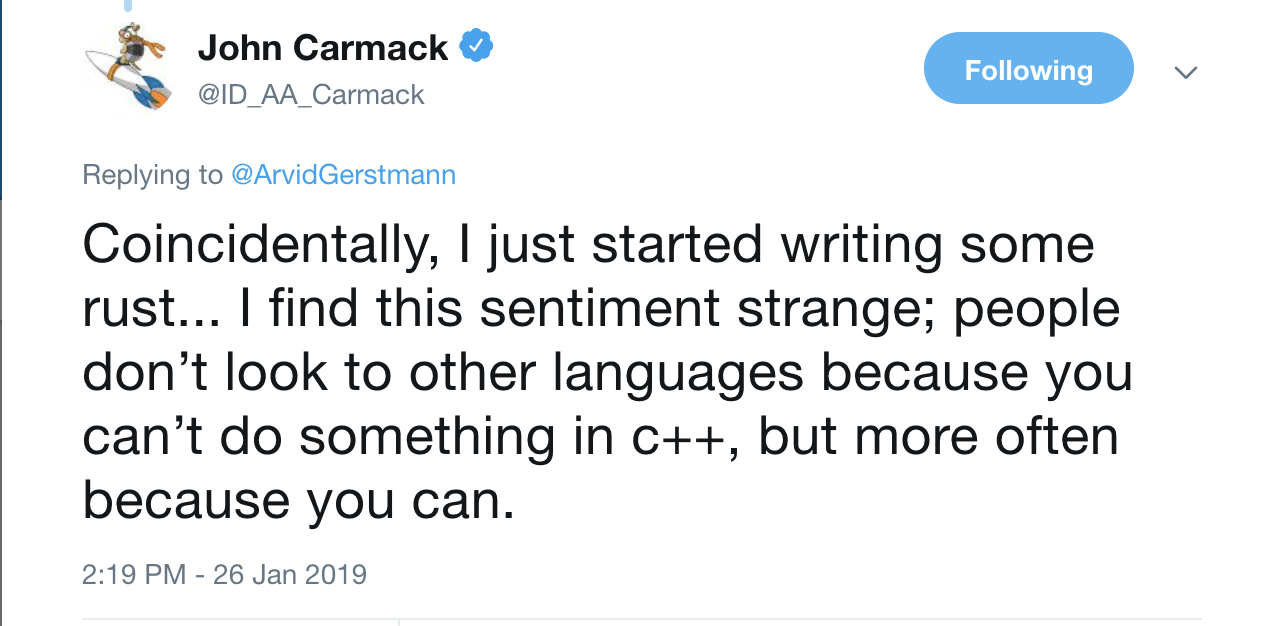 John Carmack
@ID_AA_Carmack
Following
Replying to @ArvidGerstmann
Coincidentally, I just started writing some
rust... I find this sentiment strange; people
don’t look to other languages because you
can’t do something in c++, but more often
because you can.
2:19 PM - 26 Jan 2019